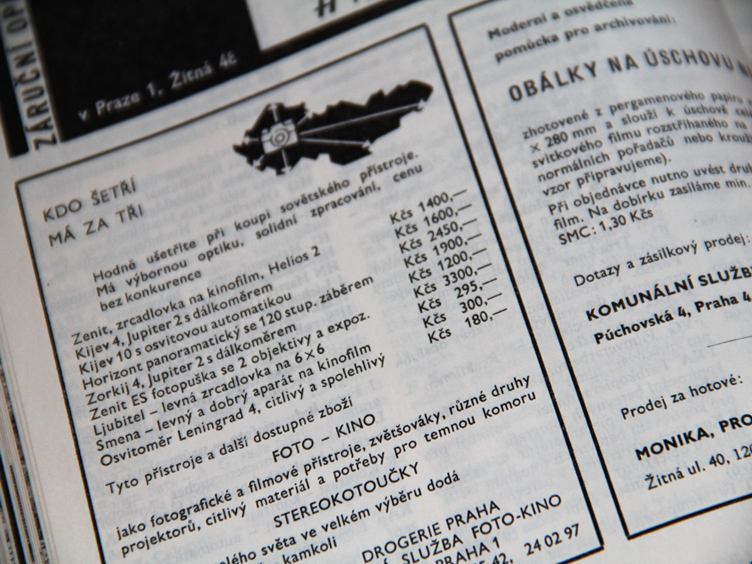 ZÁRUČNÍ OP
v Praze 1, Žitná 4č
KDO ŠETŘÍ
MÁ ZA TŘI
Hodně ušetříte při koupi sovětského přístroje.
Má výbornou optiku, solidní zpracování, cenu
bez konkurence
Zenit, zrcadlovka na kinofilm, Helios 2 Kčs 1400,—
Kijev 4, Jupiter 2 s dálkoměrem Kčs 1600,—
Kijev 10 s osvitovou automatikou Kčs 2450,—
Horizont panoramatický se 120 stup. záběrem Kčs 1900,—
Zorkij 4, Jupiter 2 s dálkoměrem Kčs 1200,—
Zenit ES fotopuška se 2 objektivy a expoz. Kčs 3300,—
Ljubitel – levná zrcadlovka na 6 x 6 Kčs 295,—
Smena – levný a dobrý aparát na kinofilm Kčs 300,—
Osvitoměr Leningrad 4, citlivý a spolehlivý Kčs 180,—
Tyto přístroje a další dostupné zboží
FOTO – KINO
jako fotografické a filmové přístroje, zvětšováky, různé druhy
projektorů, citlivý materiál a potřeby pro temnou komoru
STEREOKOTOUČKY
elého světa ve velkém výběru dodá
kamkoli
DROGERIE PRAHA
SLUŽBA FOTO-KINO
PRAHA 1
42, 24 02 97
Moderní a osvědčená
pomůcka pro archivování:
OBÁLKY NA ÚSCHOVU
zhotovené z pergamenového papíru
× 280 mm a slouží k úschově
svitkového filmu rozstříhaného na
normálních pořadačů nebo
vzor připravujeme).
Při objednávce nutno uvést
film. Na dobírku zasíláme min.
SMC: 1,30 Kčs
Dotazy a zásilkový prodej:
KOMUNÁLNÍ SLUŽB
Púchovská 4, Praha 4
Prodej za hotové:
MONIKA, PRO
Žitná ul. 40, 120